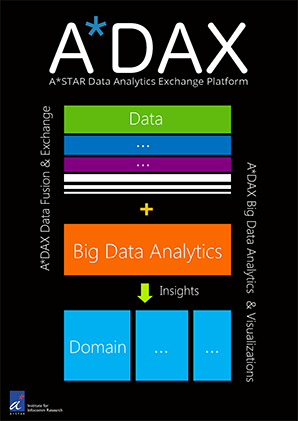 A*DAX
A*STAR Data Analytics Exchange Platform
A*DAX Data Fusion & Exchange
Data
...
...
+
Big Data Analytics
Insights
Domain
...
...
A*DAX Big Data Analytics & Visualizations
Institute for
Infocomm Research